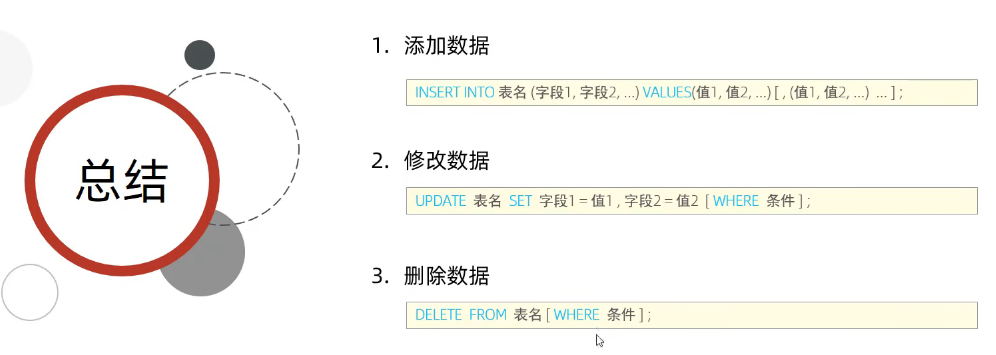 总结
1. 添加数据
INSERT INTO 表名 (字段1, 字段2, ...) VALUES(值1, 值2, ...) [ , (值1, 值2, ...) ... ] ;
2. 修改数据
UPDATE 表名 SET 字段1 = 值1 , 字段2 = 值2 [ WHERE 条件 ] ;
3. 删除数据
DELETE FROM 表名 [ WHERE 条件 ] ;